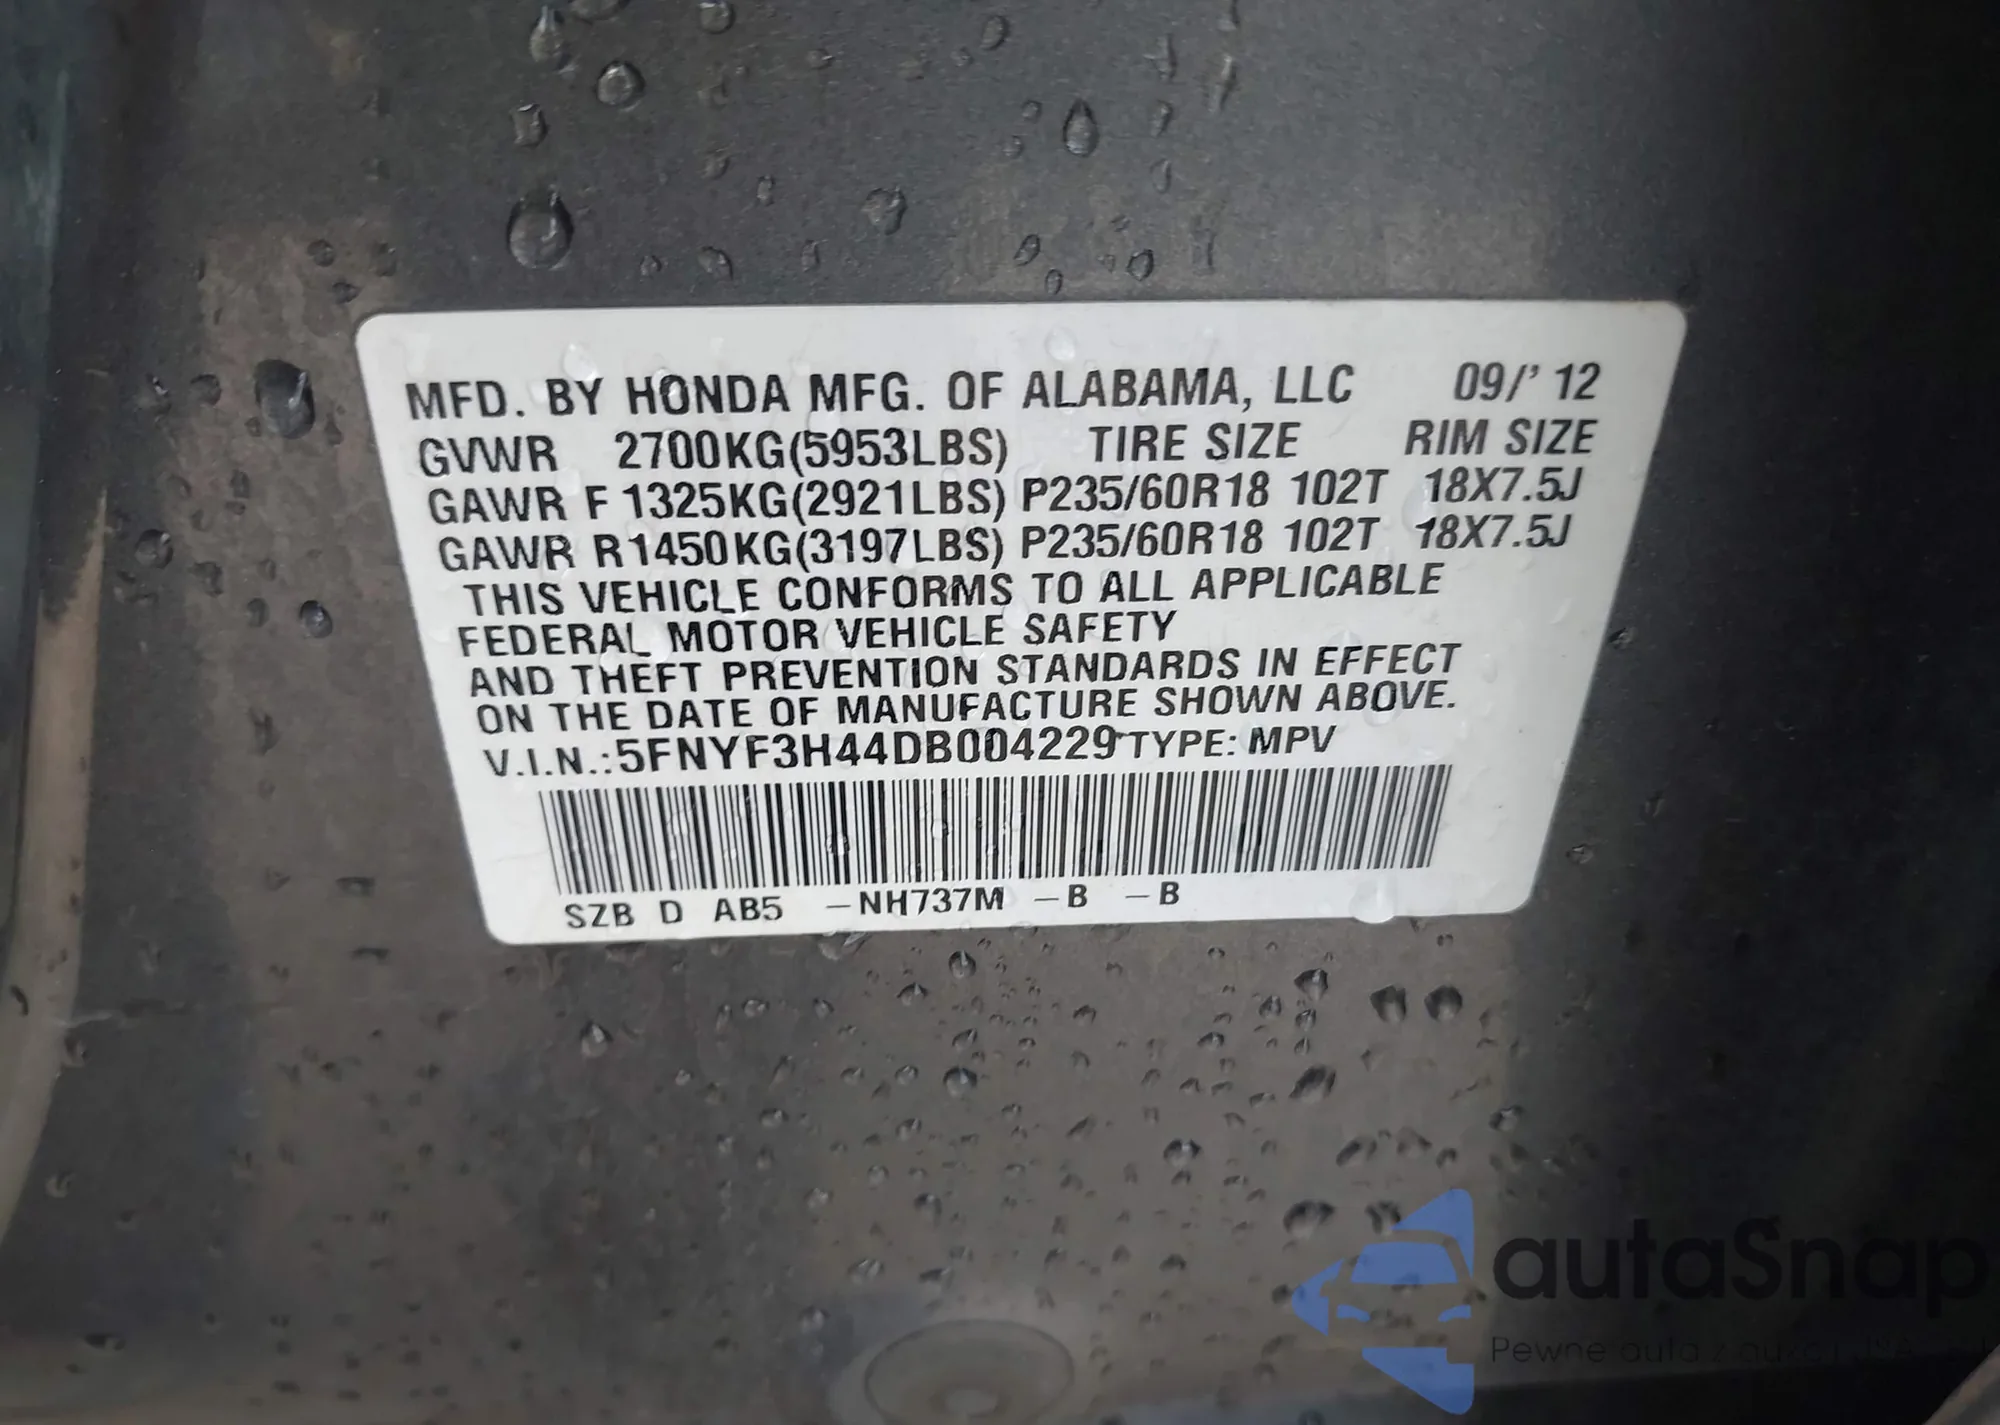 MFD. BY HONDA MFG. OF ALABAMA, LLC 09/' 12
GVWR 2700KG(5953LBS) TIRE SIZE RIM SIZE
GAWR F 1325KG(2921LBS) P235/60R18 102T 18X7.5J
GAWR R1450KG(3197LBS) P235/60R18 102T 18X7.5J
THIS VEHICLE CONFORMS TO ALL APPLICABLE
FEDERAL MOTOR VEHICLE SAFETY
AND THEFT PREVENTION STANDARDS IN EFFECT
ON THE DATE OF MANUFACTURE SHOWN ABOVE.
V.I.N.:5FNYF3H44DB004229 TYPE: MPV
SZB D AB5 -NH737M -B -B
autaSnap
Pewne auta z